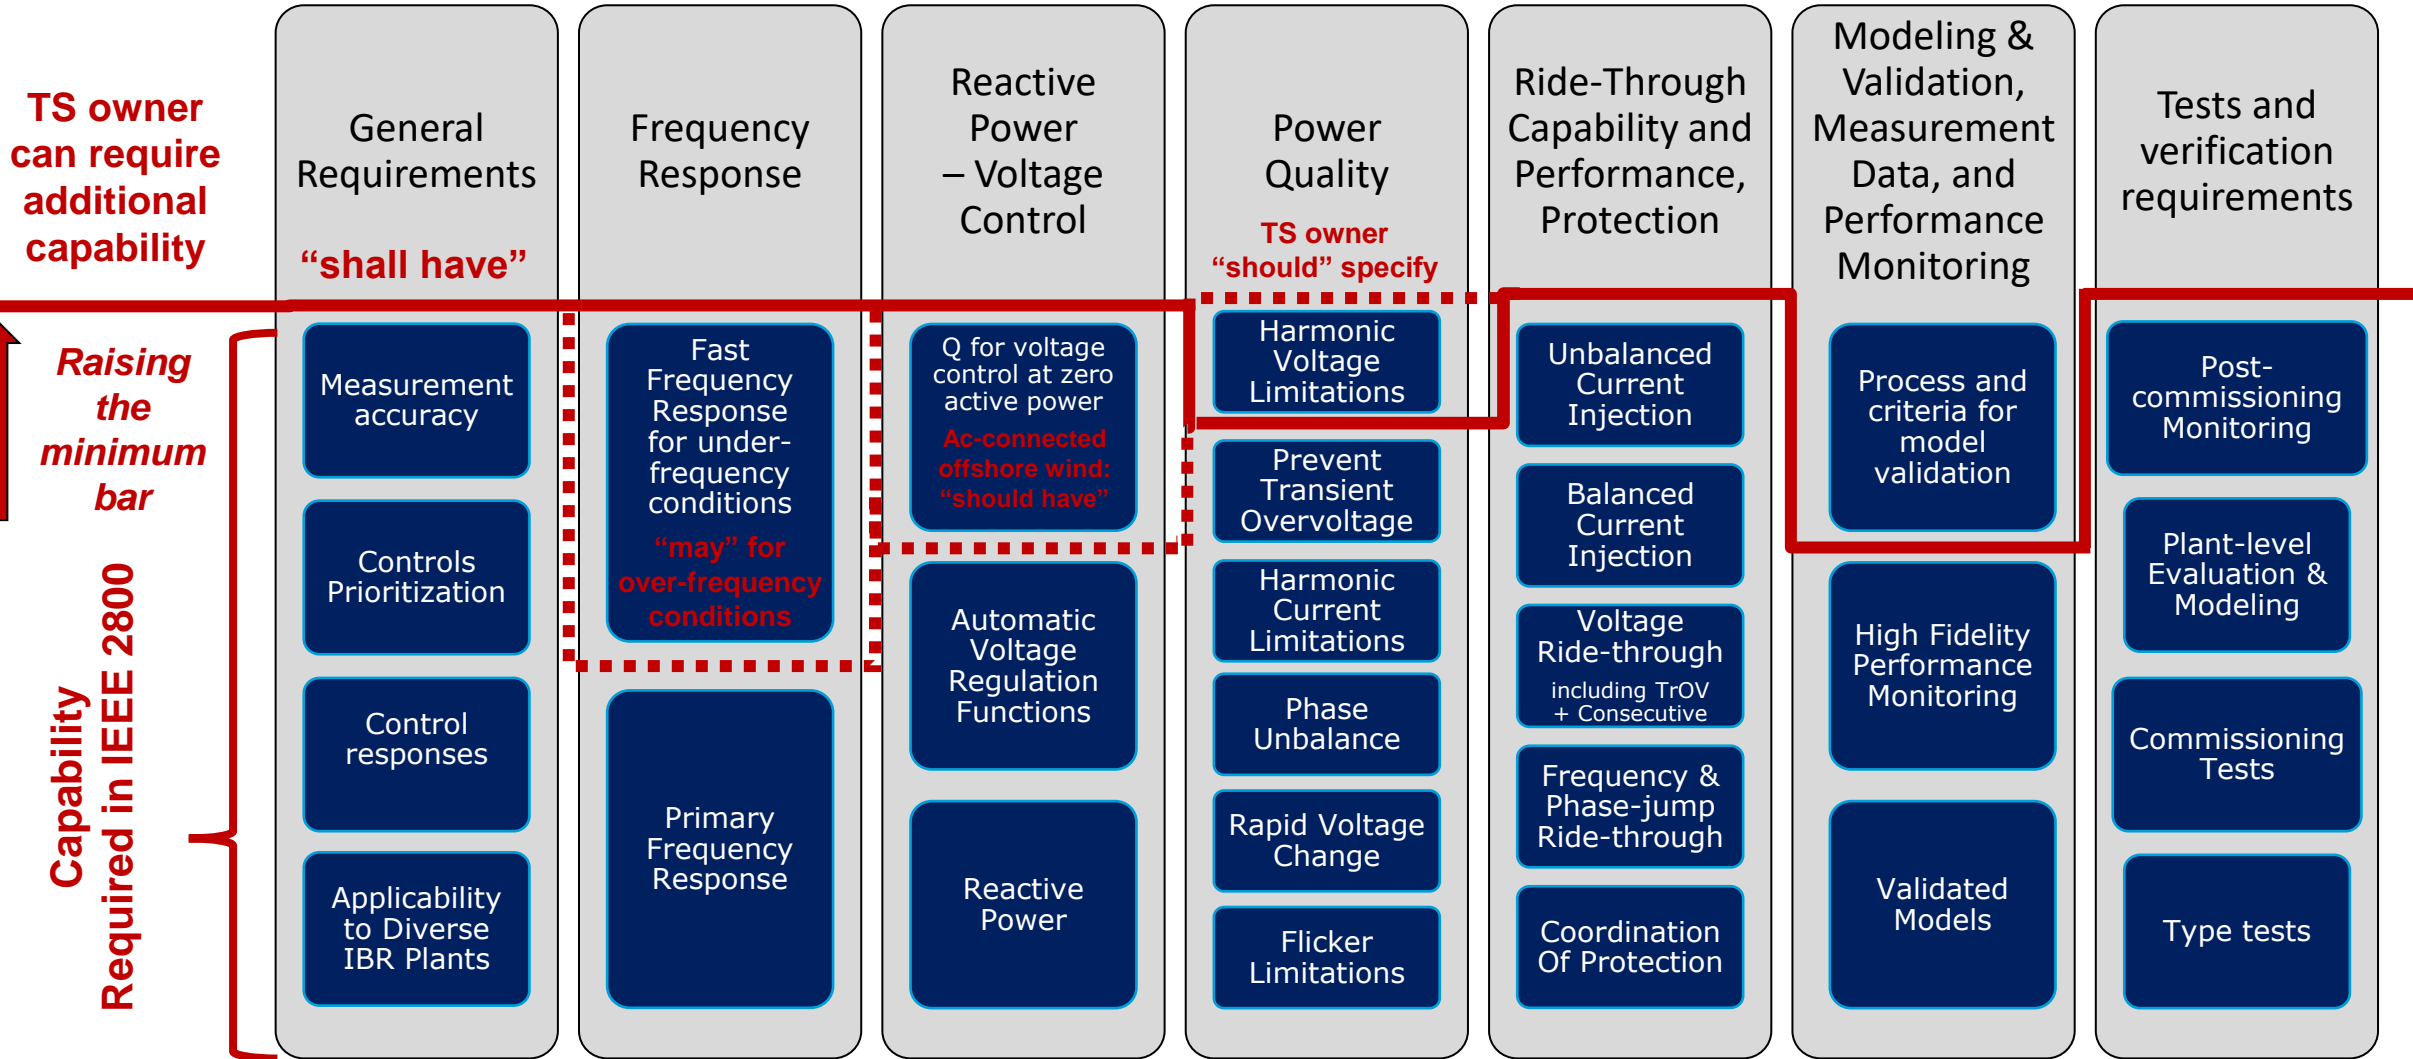 TS owner
can require
additional
capability
Raising
the
minimum
bar
Capability
Required in IEEE 2800
General
Requirements
“shall have”
Measurement
accuracy
Controls
Prioritization
Control
responses
Applicability
to Diverse
IBR Plants
Frequency
Response
Fast
Frequency
Response
for under-
frequency
conditions
“may” for
over-frequency
conditions
Primary
Frequency
Response
Reactive
Power
– Voltage
Control
Q for voltage
control at zero
active power
Ac-connected
offshore wind:
“should have”
Automatic
Voltage
Regulation
Functions
Reactive
Power
Power
Quality
TS owner
“should” specify
Harmonic
Voltage
Limitations
Prevent
Transient
Overvoltage
Harmonic
Current
Limitations
Phase
Unbalance
Rapid Voltage
Change
Flicker
Limitations
Ride-Through
Capability and
Performance,
Protection
Unbalanced
Current
Injection
Balanced
Current
Injection
Voltage
Ride-through
including TrOV
+ Consecutive
Frequency &
Phase-jump
Ride-through
Coordination
Of Protection
Modeling &
Validation,
Measurement
Data, and
Performance
Monitoring
Process and
criteria for
model
validation
High Fidelity
Performance
Monitoring
Validated
Models
Tests and
verification
requirements
Post-
commissioning
Monitoring
Plant-level
Evaluation &
Modeling
Commissioning
Tests
Type tests